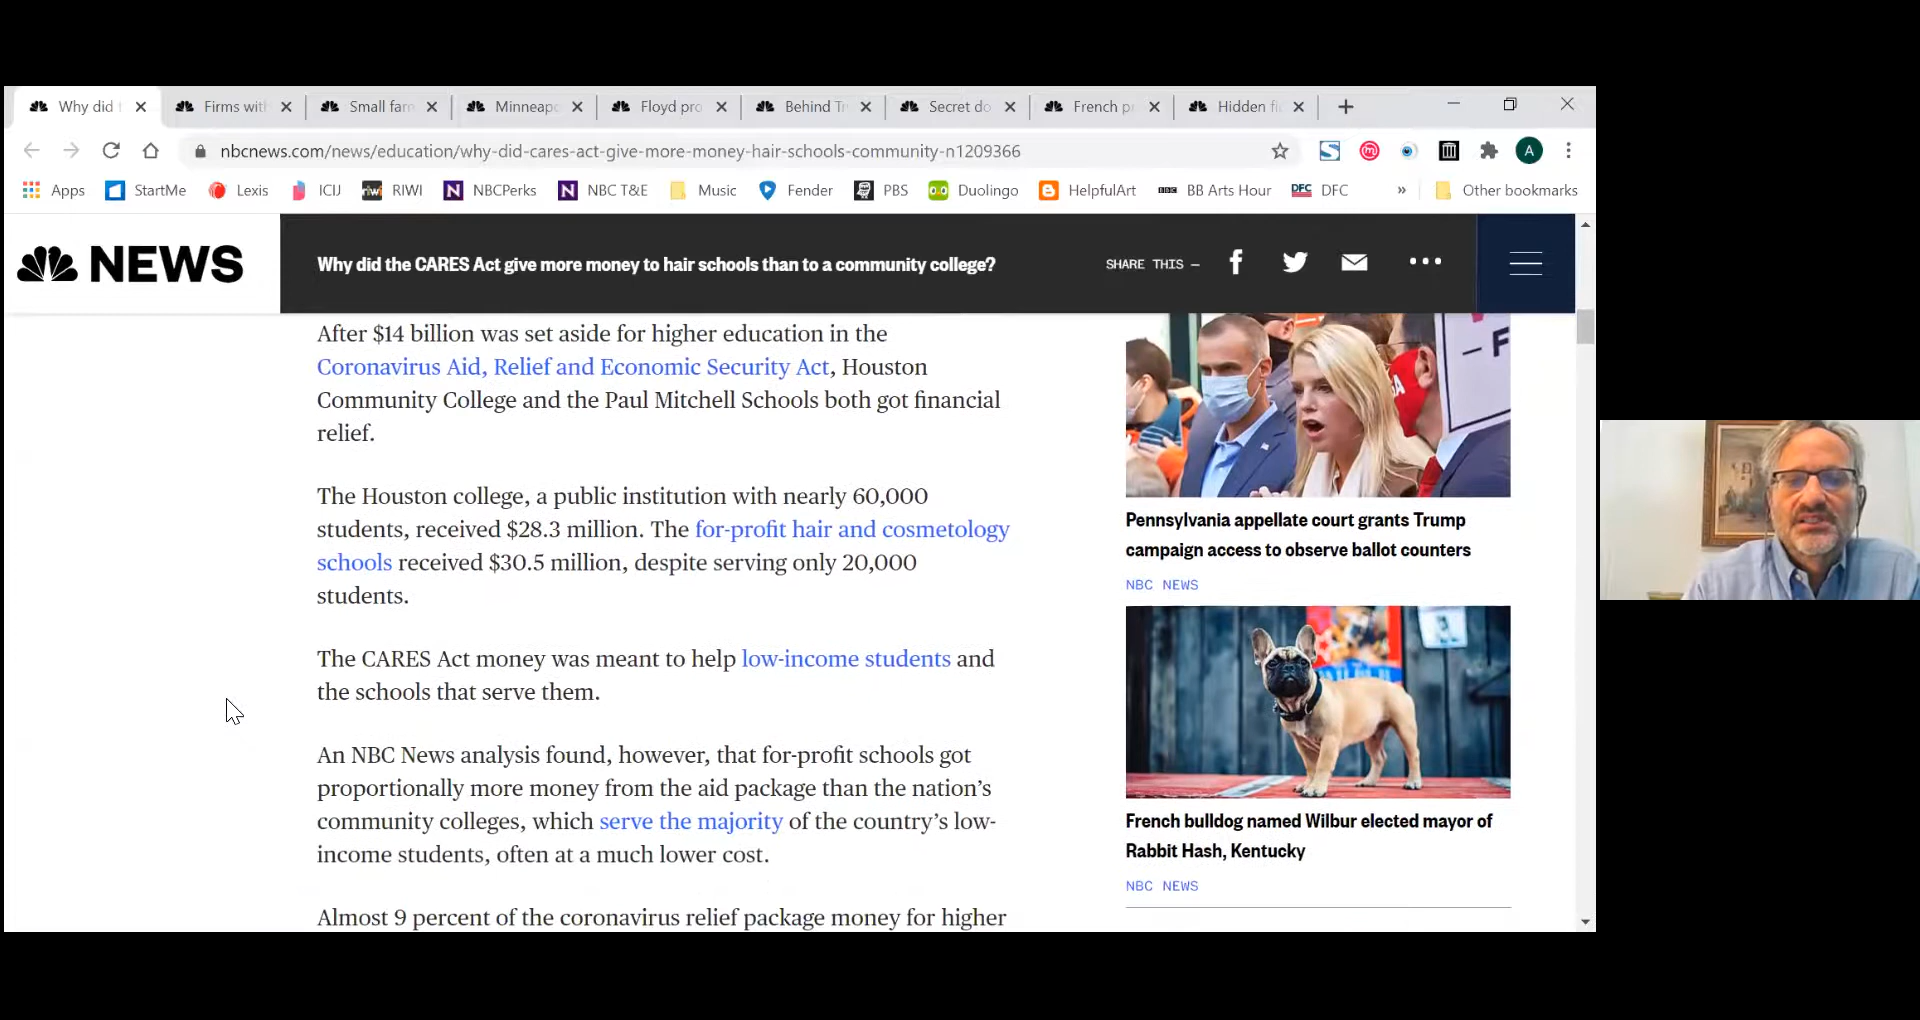 Why did f
Firms with
Small farm
Minneapo
Floyd pro
Behind Tr
Secret do
French pr
Hidden fi
nbcnews.com/news/education/why-did-cares-act-give-more-money-hair-schools-community-n1209366
A
Apps
StartMe
Lexis
ICIJ
riwi RIWI
N NBCPerks
N NBC T&E
Music
Fender
PBS
Duolingo
HelpfulArt
BBC BB Arts Hour
DFC DFC
»
Other bookmarks
NEWS
Why did the CARES Act give more money to hair schools than to a community college?
SHARE THIS —
After $14 billion was set aside for higher education in the
Coronavirus Aid, Relief and Economic Security Act, Houston
Community College and the Paul Mitchell Schools both got financial
relief.
The Houston college, a public institution with nearly 60,000
students, received $28.3 million. The for-profit hair and cosmetology
schools received $30.5 million, despite serving only 20,000
students.
The CARES Act money was meant to help low-income students and
the schools that serve them.
An NBC News analysis found, however, that for-profit schools got
proportionally more money from the aid package than the nation’s
community colleges, which serve the majority of the country’s low-
income students, often at a much lower cost.
Almost 9 percent of the coronavirus relief package money for higher
Pennsylvania appellate court grants Trump
campaign access to observe ballot counters
NBC NEWS
French bulldog named Wilbur elected mayor of
Rabbit Hash, Kentucky
NBC NEWS